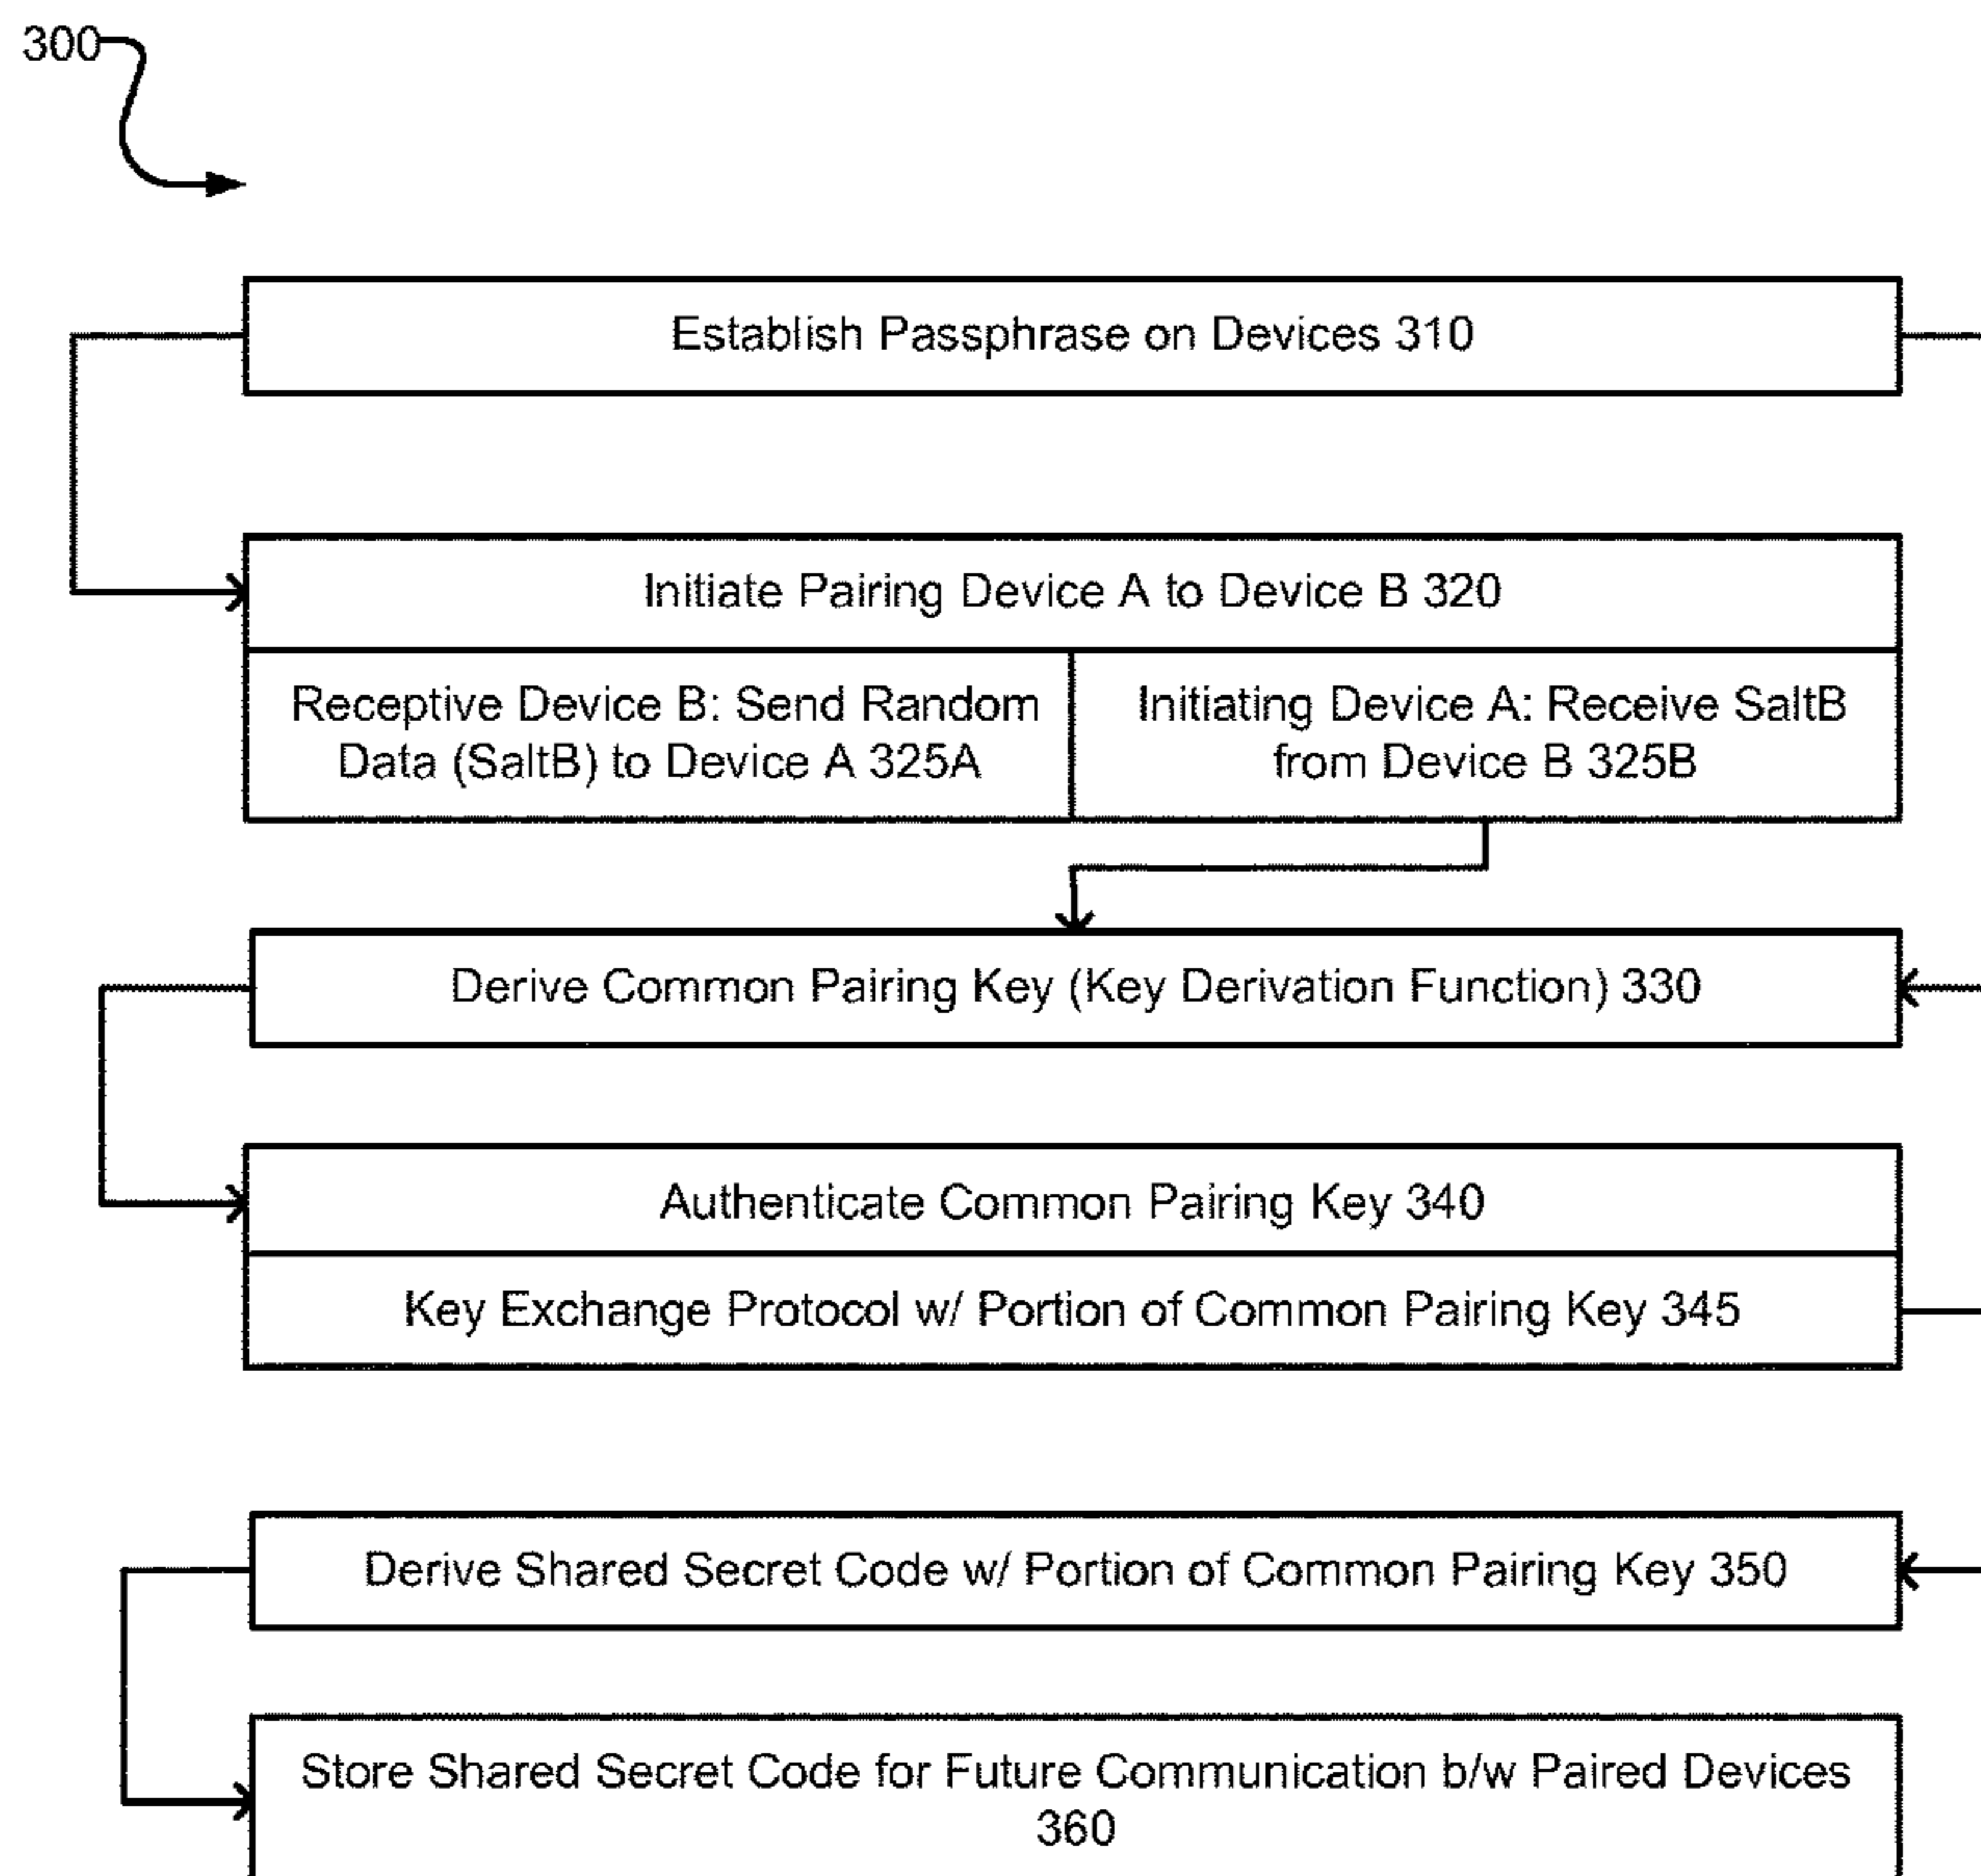 300
Establish Passphrase on Devices 310
Initiate Pairing Device A to Device B 320
Receptive Device B: Send Random
Data (SaltB) to Device A 325A
Initiating Device A: Receive SaltB
from Device B 325B
Derive Common Pairing Key (Key Derivation Function) 330
Authenticate Common Pairing Key 340
Key Exchange Protocol w/ Portion of Common Pairing Key 345
Derive Shared Secret Code w/ Portion of Common Pairing Key 350
Store Shared Secret Code for Future Communication b/w Paired Devices
360